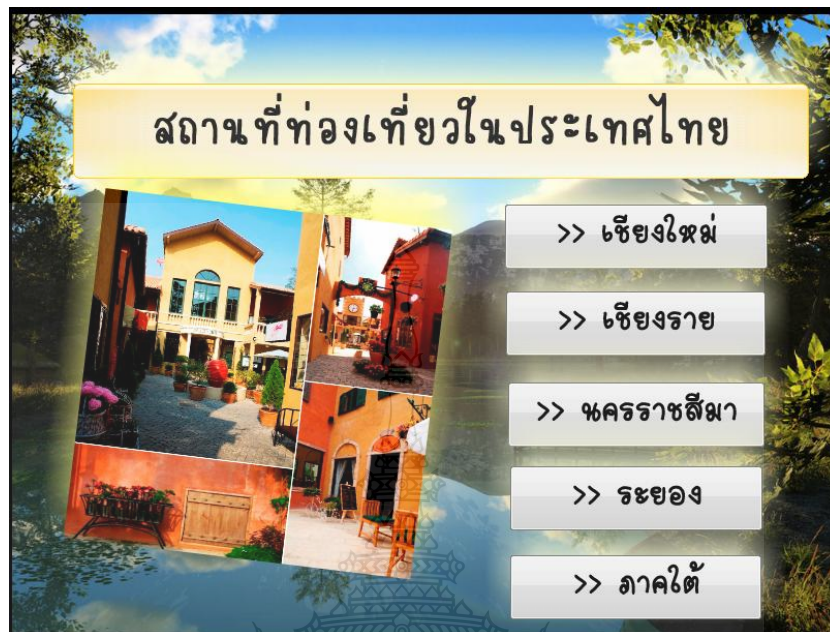 สถานที่ท่องเที่ยวในประเทศไทย
>> เชียงใหม่
>> เชียงราย
>> นครราชสีมา
>> ระยอง
>> ภาคใต้